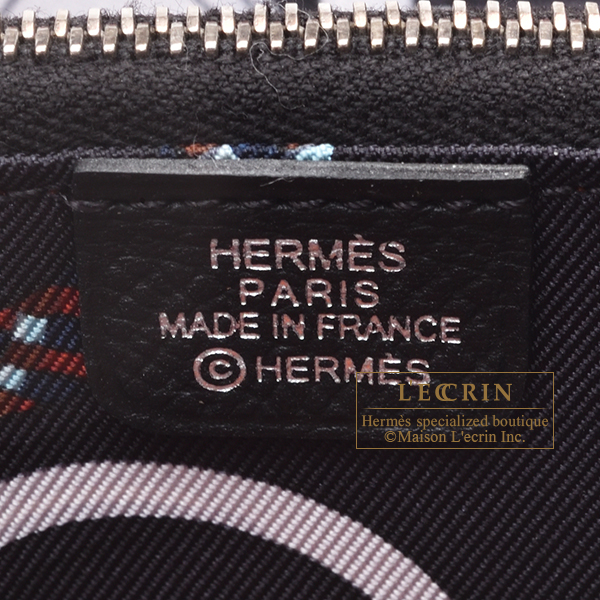 HERMÈS
PARIS
MADE IN FRANCE
©HERMÈS
LECRIN
Hermès specialized boutique
©Maison L'ecrin Inc.